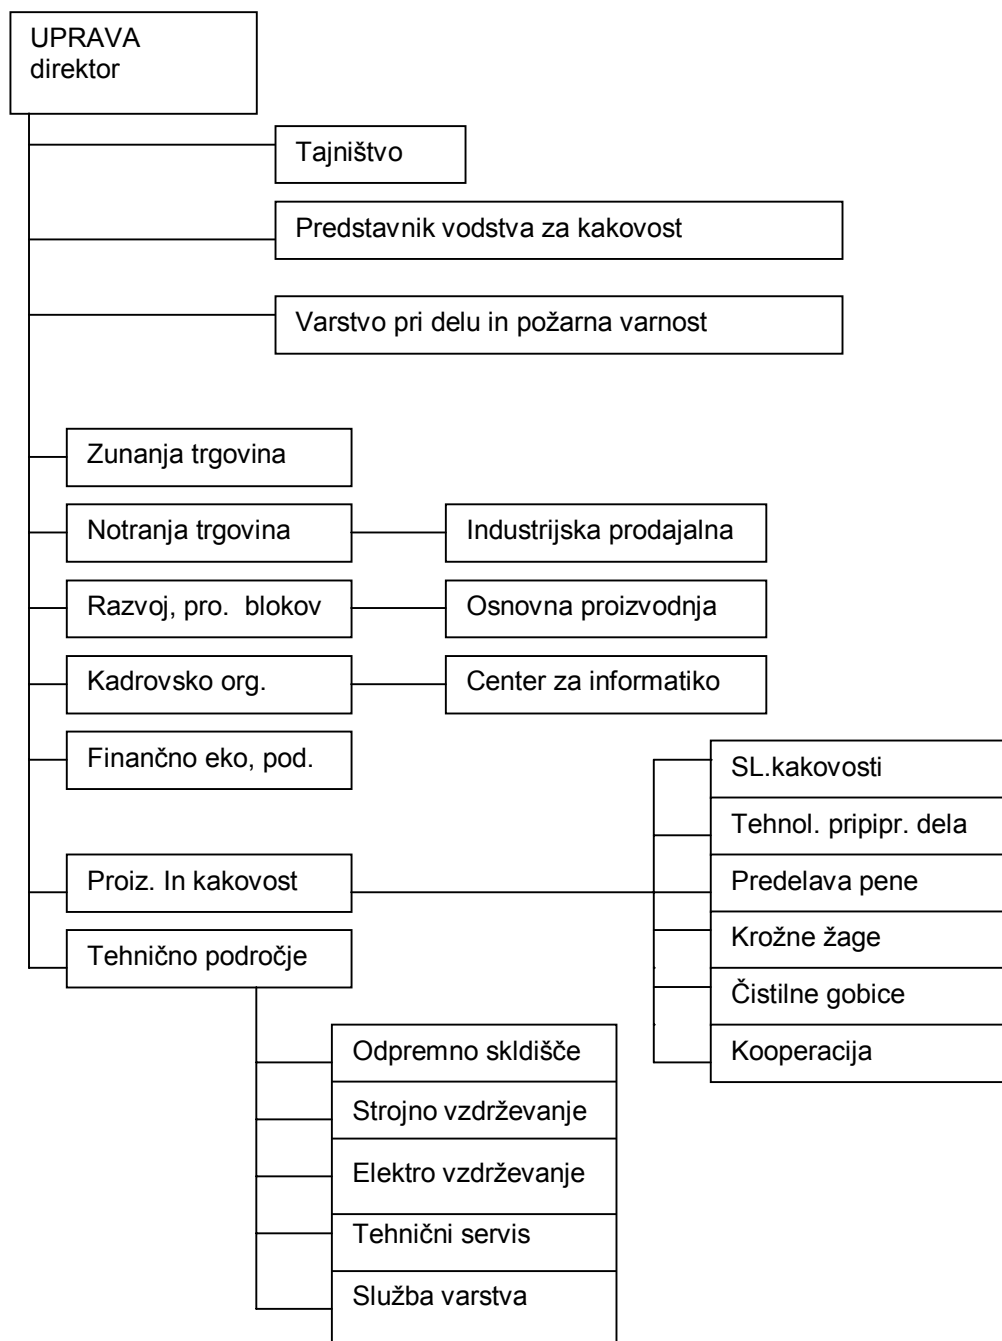 UPRAVA
direktor
Tajništvo
Predstavnik vodstva za kakovost
Varstvo pri delu in požarna varnost
Zunanja trgovina
Notranja trgovina
Industrijska prodajalna
Razvoj, pro.  blokov
Osnovna proizvodnja
Kadrovsko org.
Center za informatiko
Finančno eko, pod.
SL.kakovosti
Tehnol. pripipr. dela
Proiz. In kakovost
Predelava pene
Krožne žage
Tehnično področje
Čistilne gobice
Kooperacija
Odpremno skldišče
Strojno vzdrževanje
Elektro vzdrževanje
Tehnični servis
Služba varstva